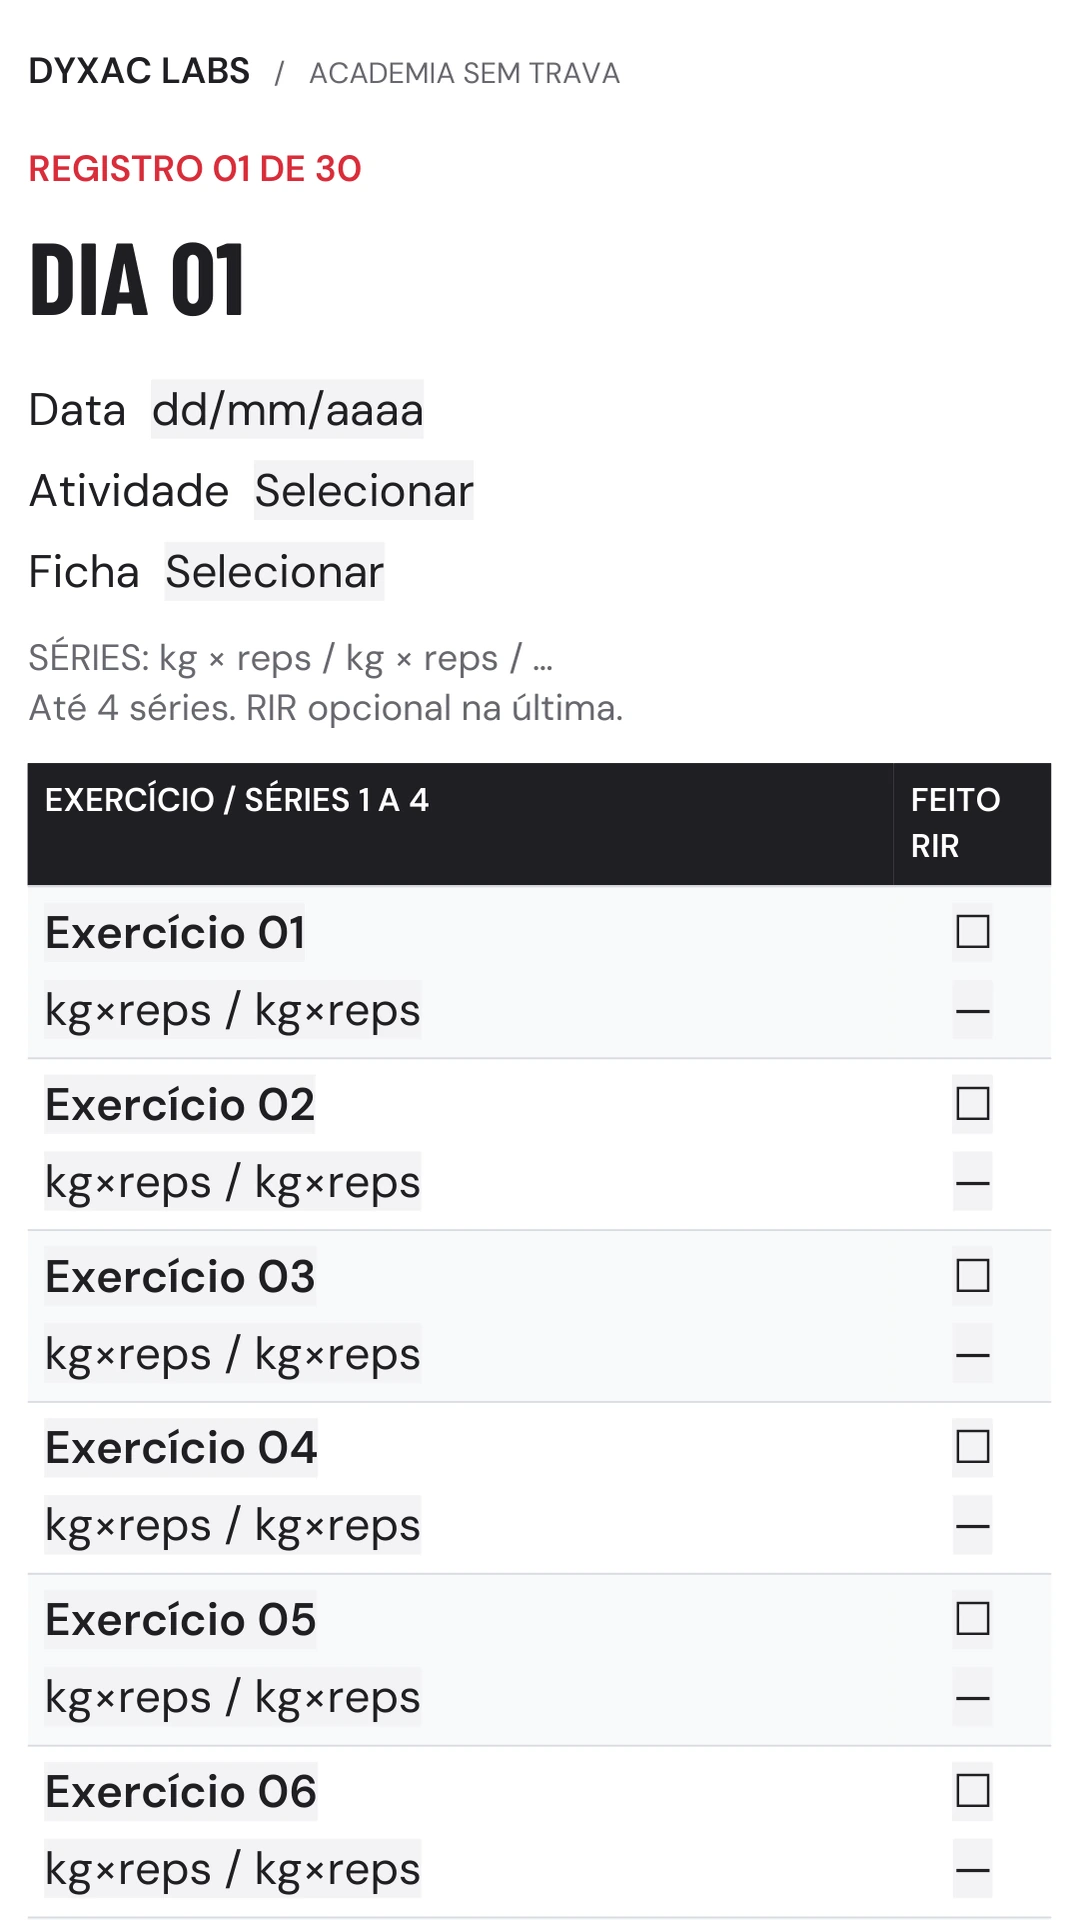 DYXAC LABS / ACADEMIA SEM TRAVA
REGISTRO 01 DE 30
DIA 01
Data dd/mm/aaaa
Atividade Selecionar
Ficha Selecionar
SÉRIES: kg × reps / kg × reps / ...
Até 4 séries. RIR opcional na última.
EXERCÍCIO / SÉRIES 1 A 4 FEITO
RIR
Exercício 01 ☐
kg×reps / kg×reps —
Exercício 02 ☐
kg×reps / kg×reps —
Exercício 03 ☐
kg×reps / kg×reps —
Exercício 04 ☐
kg×reps / kg×reps —
Exercício 05 ☐
kg×reps / kg×reps —
Exercício 06 ☐
kg×reps / kg×reps —